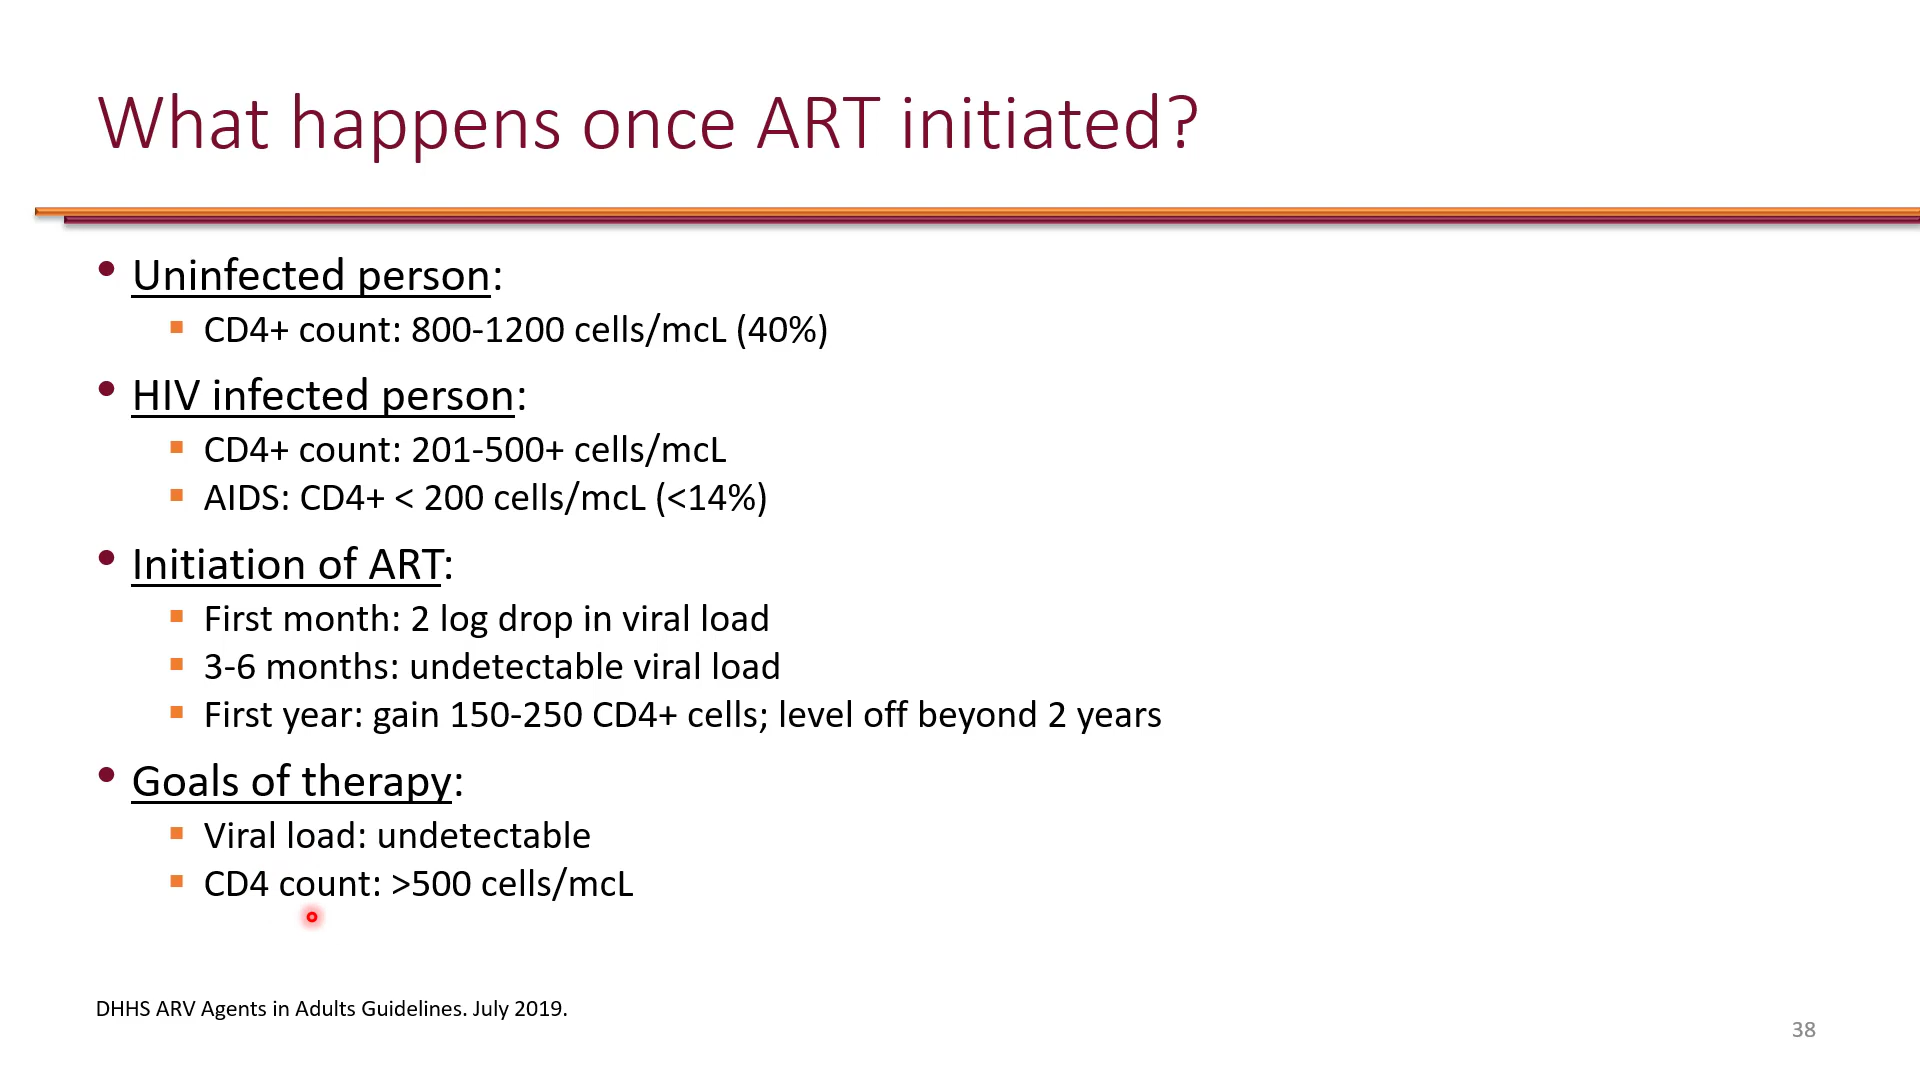 What happens once ART initiated?
• Uninfected person:
▪ CD4+ count: 800-1200 cells/mcL (40%)
• HIV infected person:
▪ CD4+ count: 201-500+ cells/mcL
▪ AIDS: CD4+ < 200 cells/mcL (<14%)
• Initiation of ART:
▪ First month: 2 log drop in viral load
▪ 3-6 months: undetectable viral load
▪ First year: gain 150-250 CD4+ cells; level off beyond 2 years
• Goals of therapy:
▪ Viral load: undetectable
▪ CD4 count: >500 cells/mcL
DHHS ARV Agents in Adults Guidelines. July 2019.
38